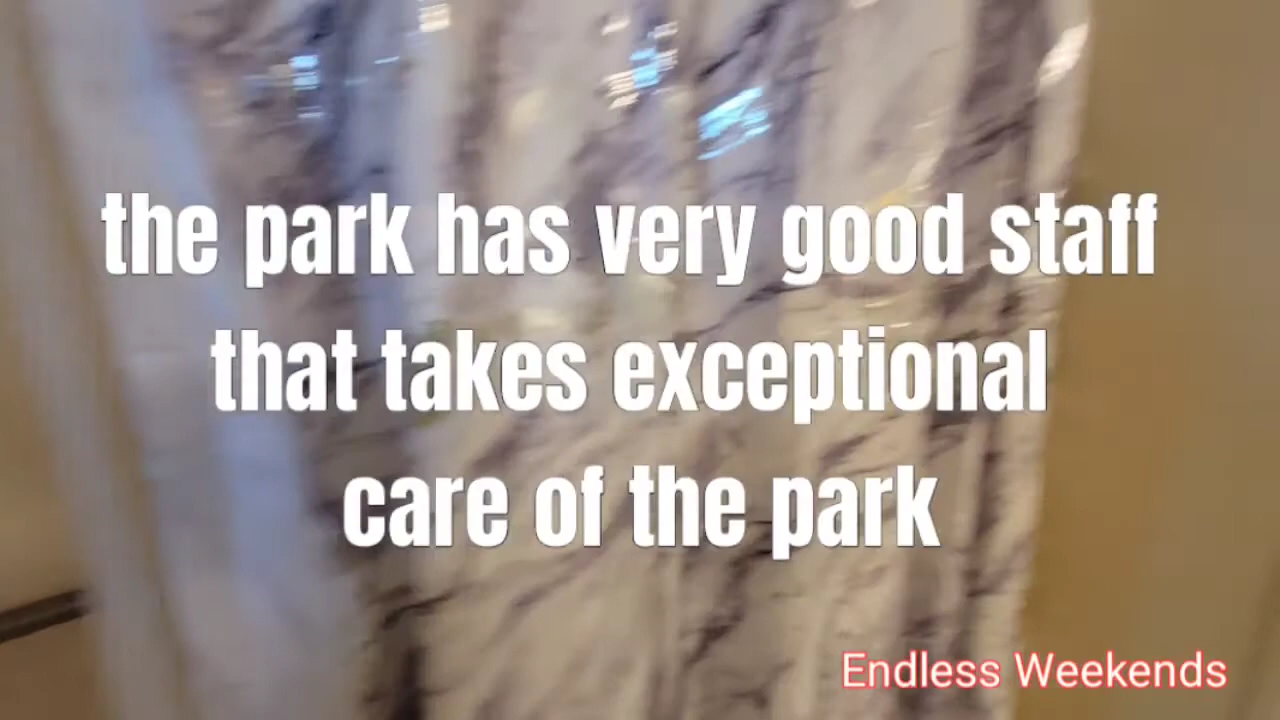 the park has very good staff
that takes exceptional
care of the park
Endless Weekends